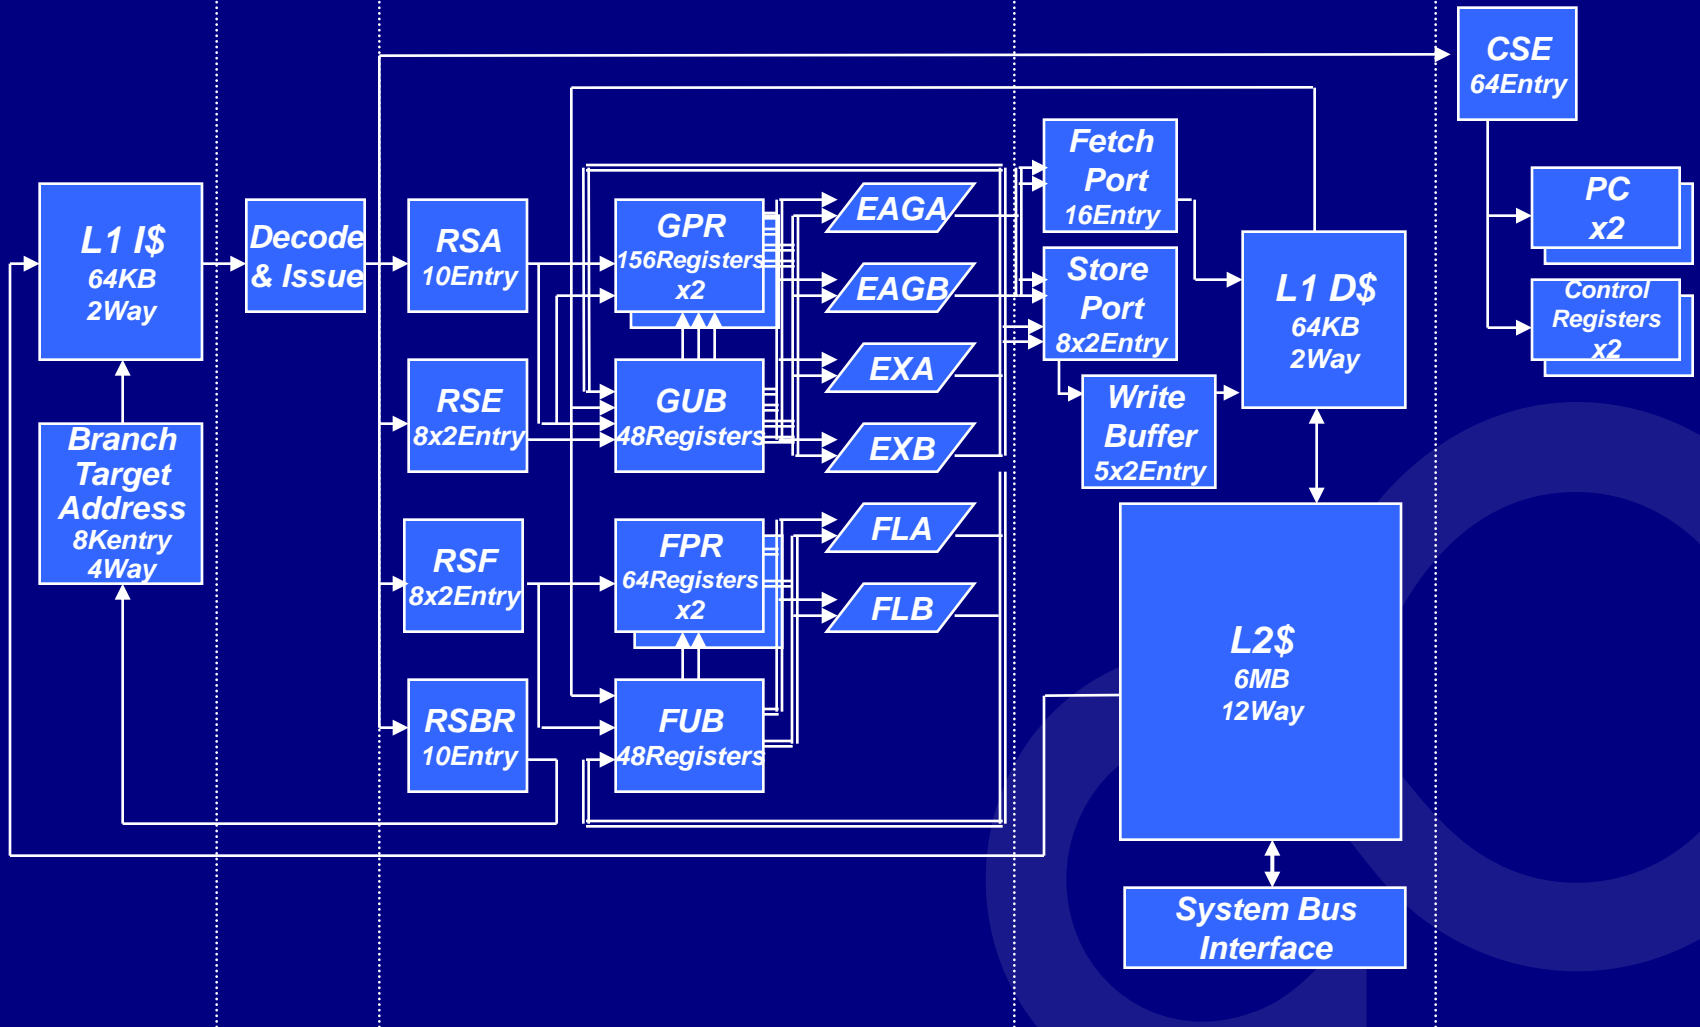 L1 I$
64KB
2Way
Branch
Target
Address
8Kentry
4Way
Decode
& Issue
RSA
10Entry
RSE
8x2Entry
RSF
8x2Entry
RSBR
10Entry
GPR
156Registers
x2
GUB
48Registers
FPR
64Registers
x2
FUB
48Registers
EAGA
EAGB
EXA
EXB
FLA
FLB
Fetch
Port
16Entry
Store
Port
8x2Entry
Write
Buffer
5x2Entry
L1 D$
64KB
2Way
L2$
6MB
12Way
System Bus
Interface
CSE
64Entry
PC
x2
Control
Registers
x2